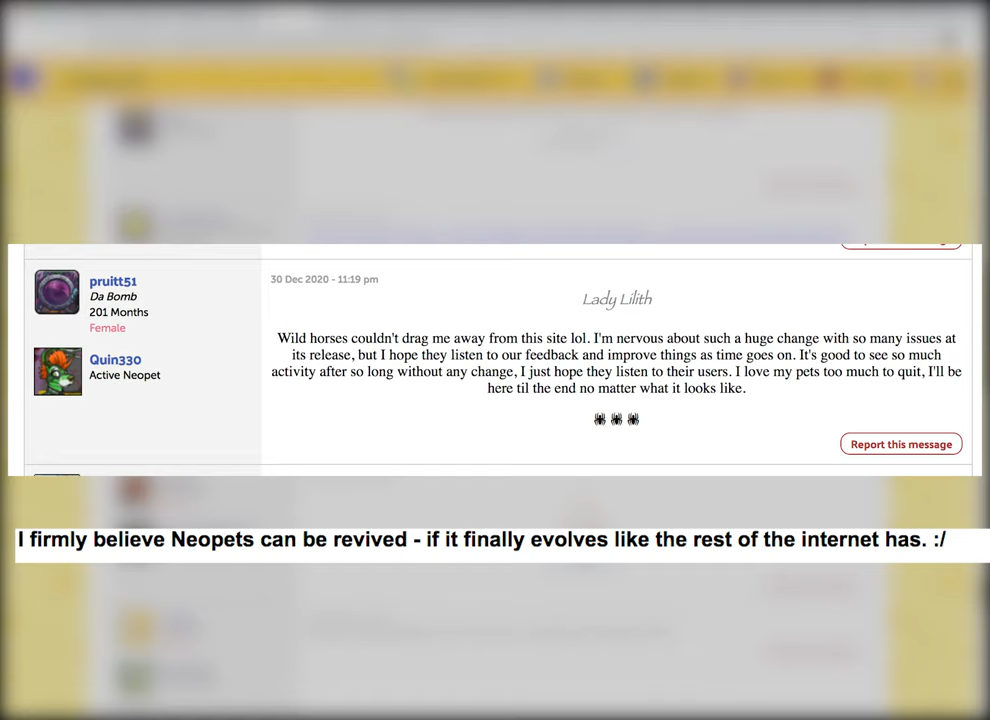 pruitt51
Da Bomb
201 Months
Female
Quin330
Active Neopet
30 Dec 2020 - 11:19 pm
Lady Lilith
Wild horses couldn't drag me away from this site lol. I'm nervous about such a huge change with so many issues at
its release, but I hope they listen to our feedback and improve things as time goes on. It's good to see so much
activity after so long without any change, I just hope they listen to their users. I love my pets too much to quit, I'll be
here til the end no matter what it looks like.
Report this message
I firmly believe Neopets can be revived - if it finally evolves like the rest of the internet has. :/